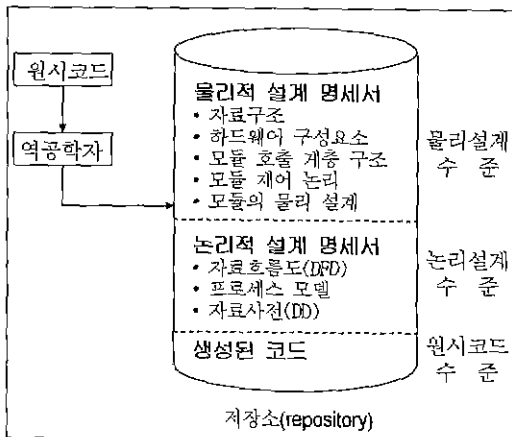 원시코드
역공학자
물리적 설계 명세서
• 자료구조
• 하드웨어 구성요소
• 모듈 호출 계층 구조
• 모듈 제어 논리
• 모듈의 물리 설계
물리설계
수 준
논리적 설계 명세서
• 자료흐름도(DFD)
• 프로세스 모델
• 자료사전(DD)
논리설계
수 준
생성된 코드
원시코드
수 준
저장소(repository)